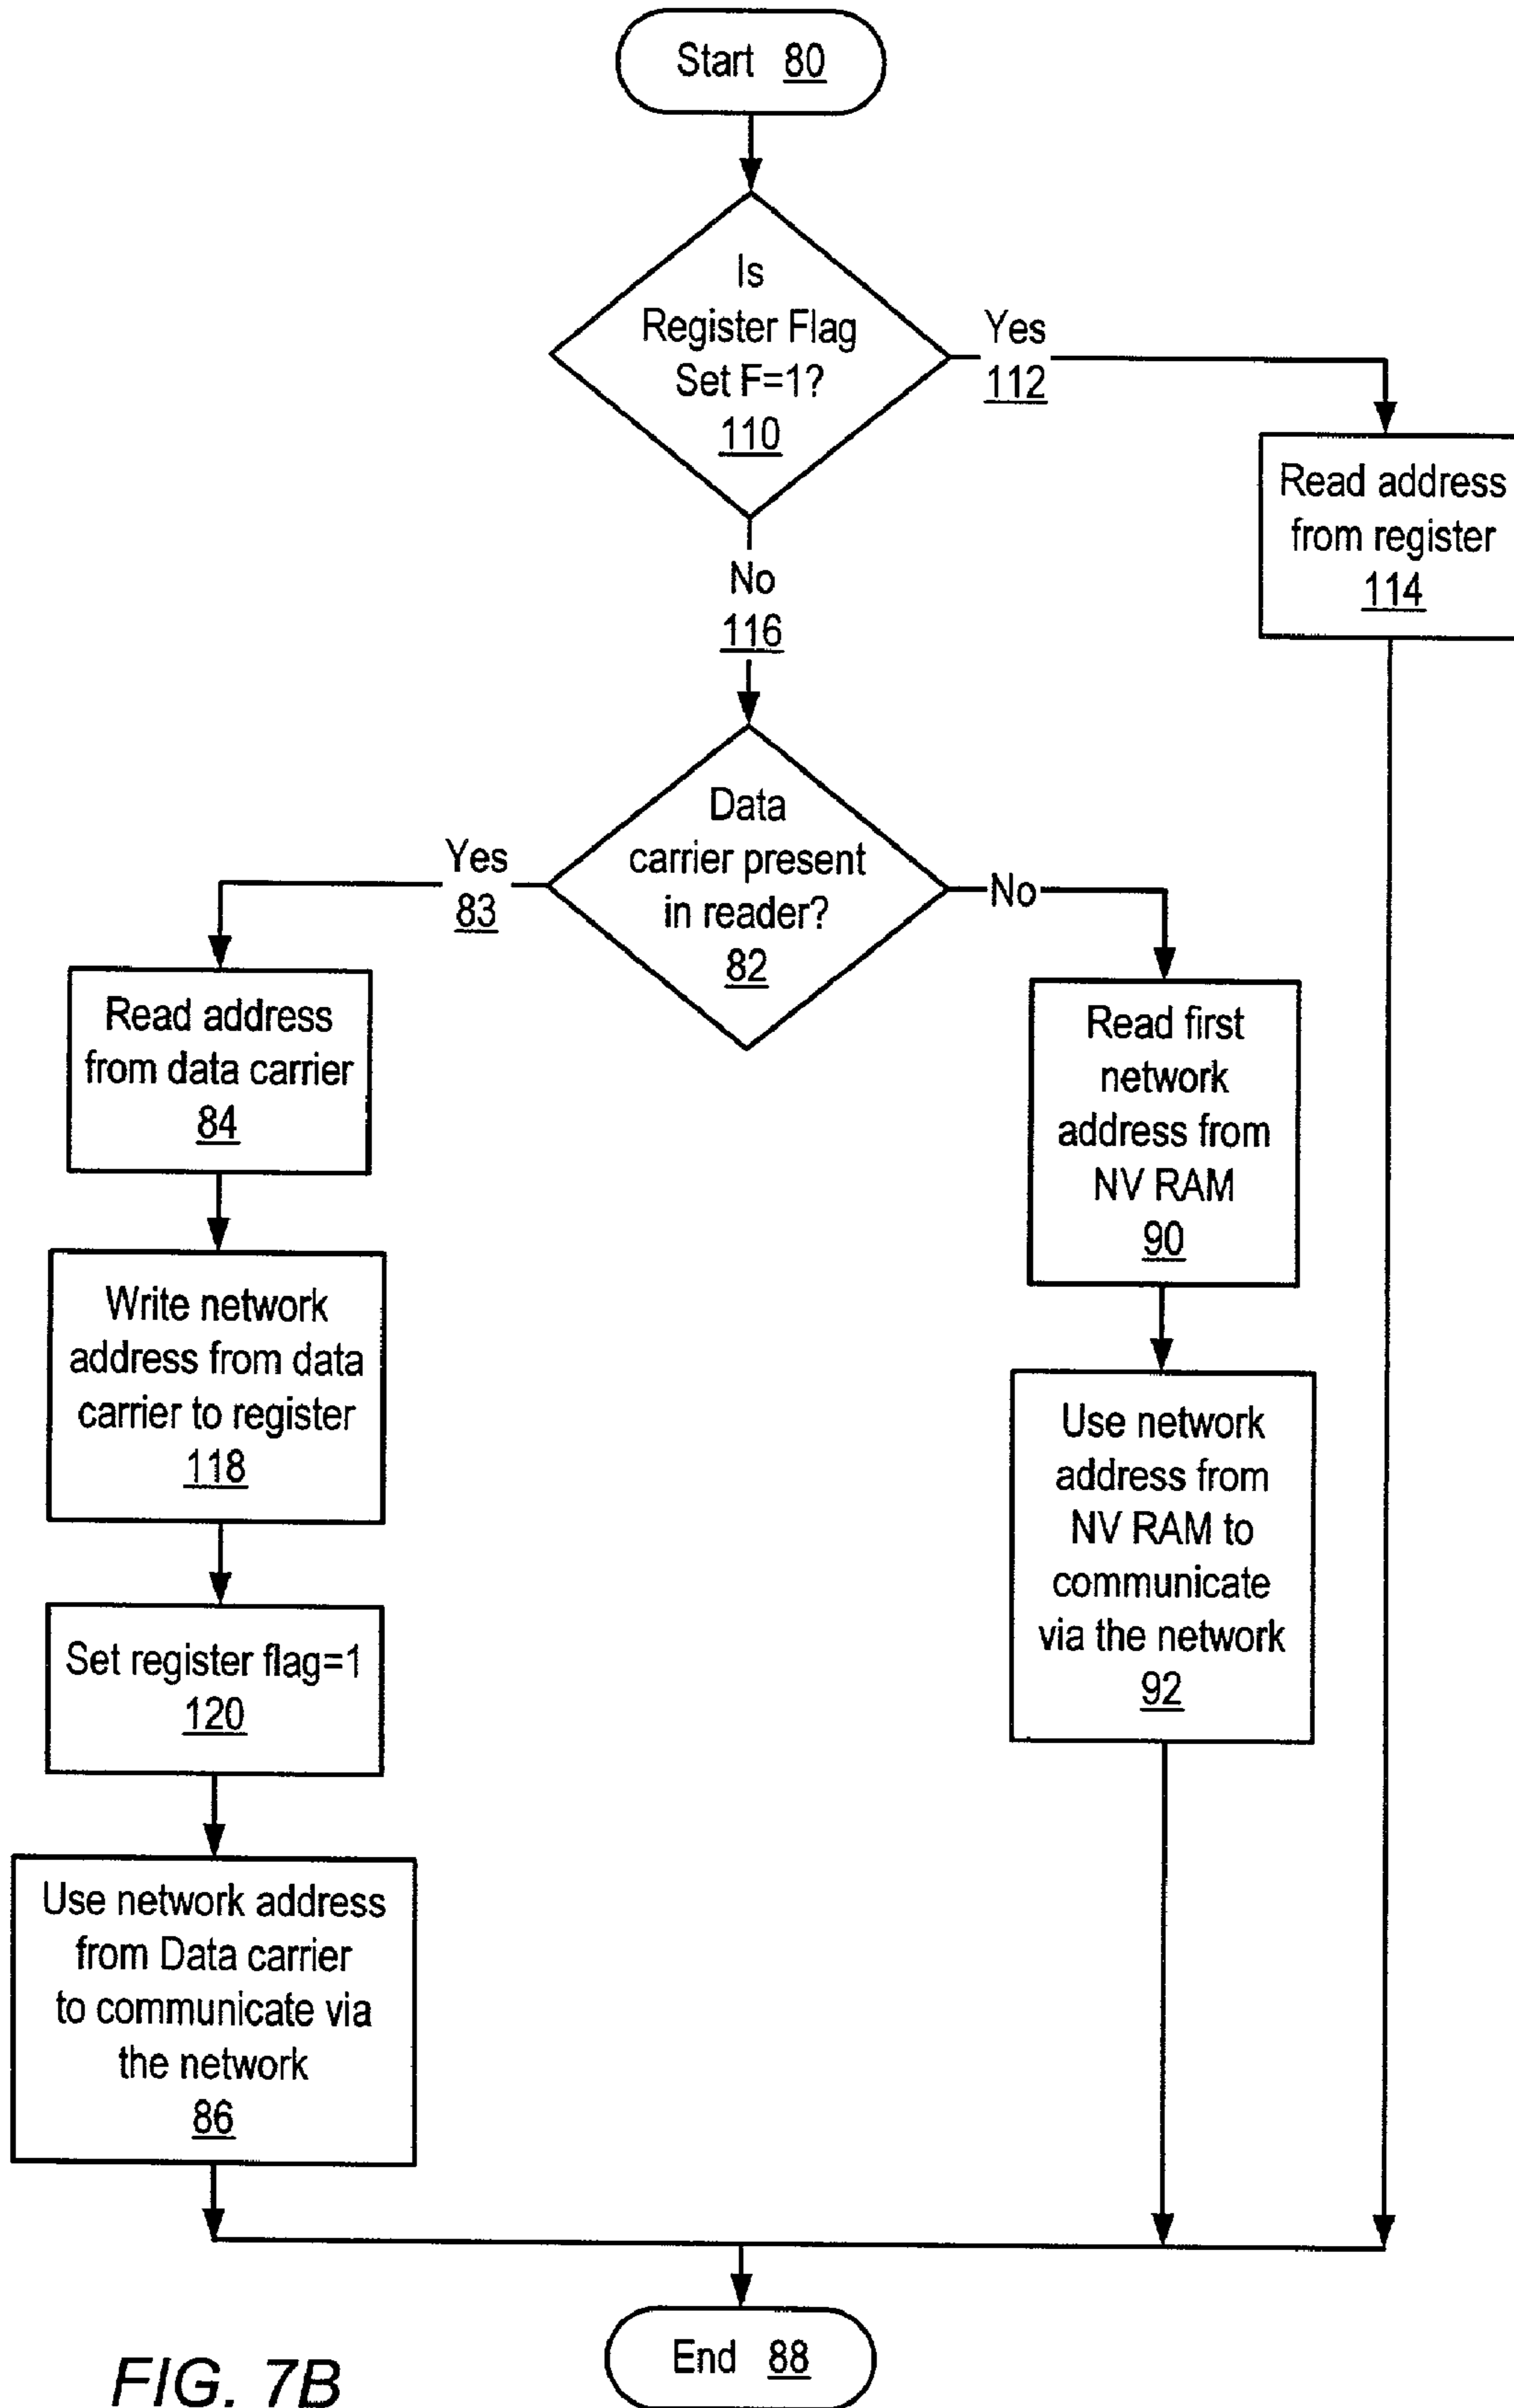 Start 80
Is
Register Flag
Set F=1?
110
Yes
112
Read address
from register
114
No
116
Data
carrier present
in reader?
82
Yes
83
No
Read address
from data carrier
84
Read first
network
address from
NV RAM
90
Write network
address from data
carrier to register
118
Use network
address from
NV RAM to
communicate
via the network
92
Set register flag=1
120
Use network address
from Data carrier
to communicate via
the network
86
End 88
FIG. 7B